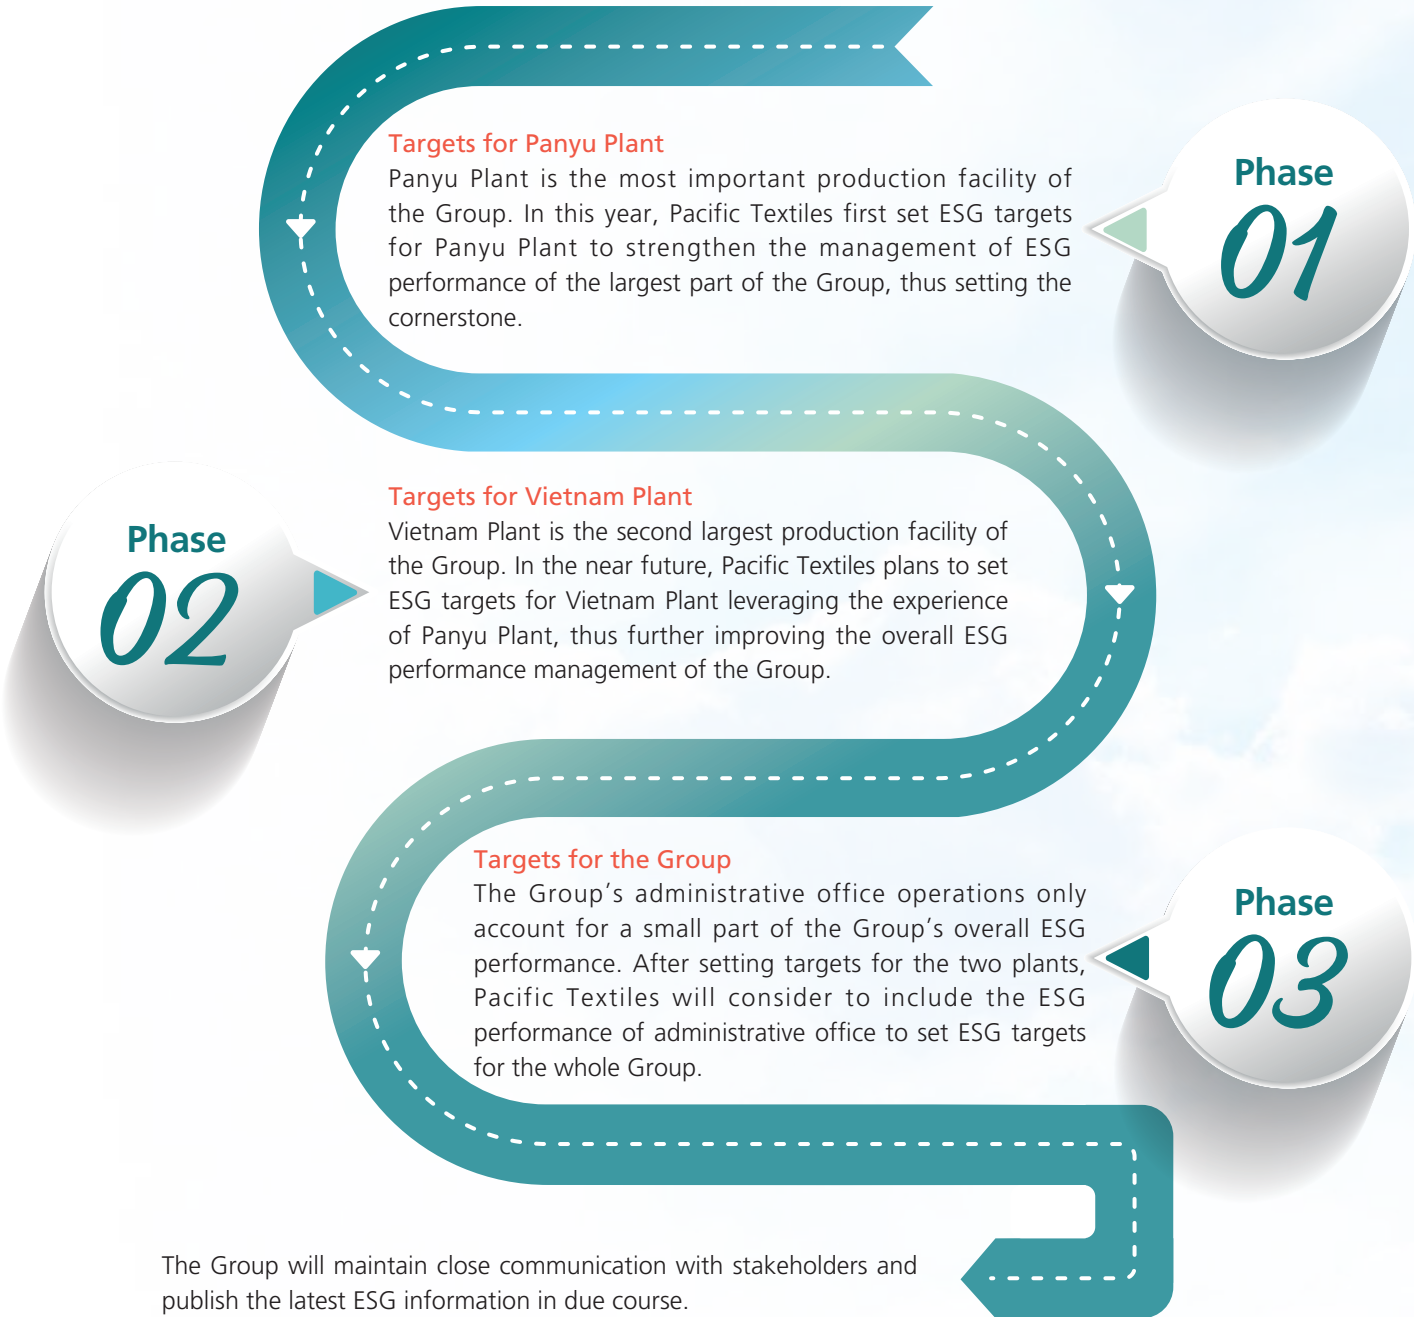 Targets for Panyu Plant
Panyu Plant is the most important production facility of
the Group. In this year, Pacific Textiles first set ESG targets
for Panyu Plant to strengthen the management of ESG
performance of the largest part of the Group, thus setting the
cornerstone.
Phase
01
Targets for Vietnam Plant
Vietnam Plant is the second largest production facility of
the Group. In the near future, Pacific Textiles plans to set
ESG targets for Vietnam Plant leveraging the experience
of Panyu Plant, thus further improving the overall ESG
performance management of the Group.
Phase
02
Targets for the Group
The Group’s administrative office operations only
account for a small part of the Group’s overall ESG
performance. After setting targets for the two plants,
Pacific Textiles will consider to include the ESG
performance of administrative office to set ESG targets
for the whole Group.
Phase
03
The Group will maintain close communication with stakeholders and
publish the latest ESG information in due course.